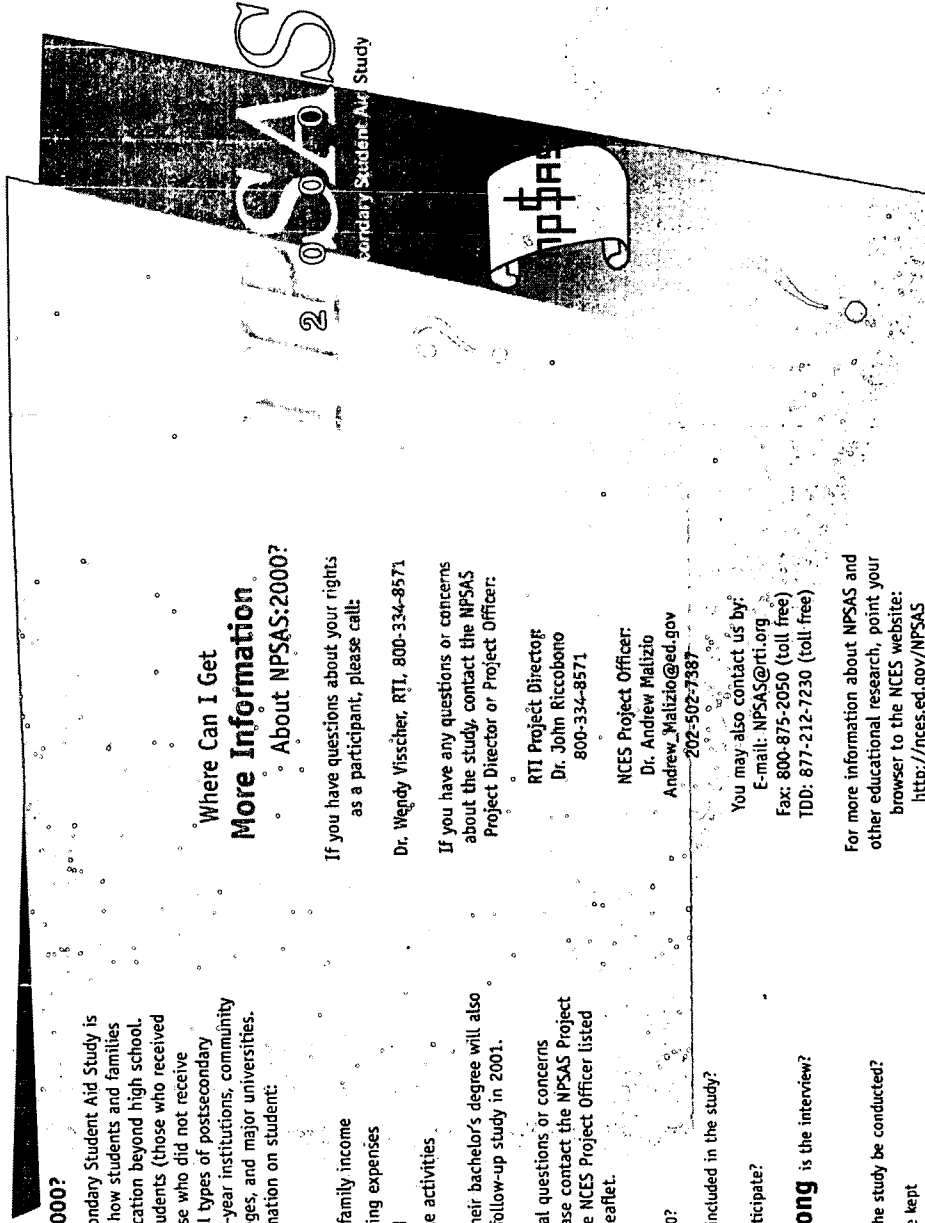 000?
ondary Student Aid Study is
how students and families
cation beyond high school.
udents (those who received
se who did not receive
l types of postsecondary
-year institutions, community
ges, and major universities.
nation on student:
family income
ing expenses
e activities
heir bachelor's degree will also
follow-up study in 2001.
al questions or concerns
ase contact the NPSAS Project
e NCES Project Officer listed
eaflet.
0?
included in the study?
ticipate?
ong is the interview?
he study be conducted?
e kept
Where Can I Get
More Information
About NPSAS:2000?
If you have questions about your rights
as a participant, please call:
Dr. Wendy Visscher, RTI, 800-334-8571
If you have any questions or concerns
about the study, contact the NPSAS
Project Director or Project Officer:
RTI Project Director:
Dr. John Riccobono
800-334-8571
NCES Project Officer:
Dr. Andrew Malizio
Andrew_Malizio@ed.gov
202-502-7387
You may also contact us by:
E-mail: NPSAS@rti.org
Fax: 800-875-2050 (toll free)
TDD: 877-212-7230 (toll free)
For more information about NPSAS and
other educational research, point your
browser to the NCES website:
http://nces.ed.gov/NPSAS
NPSAS
2000
ondary Student Aid Study
np$as